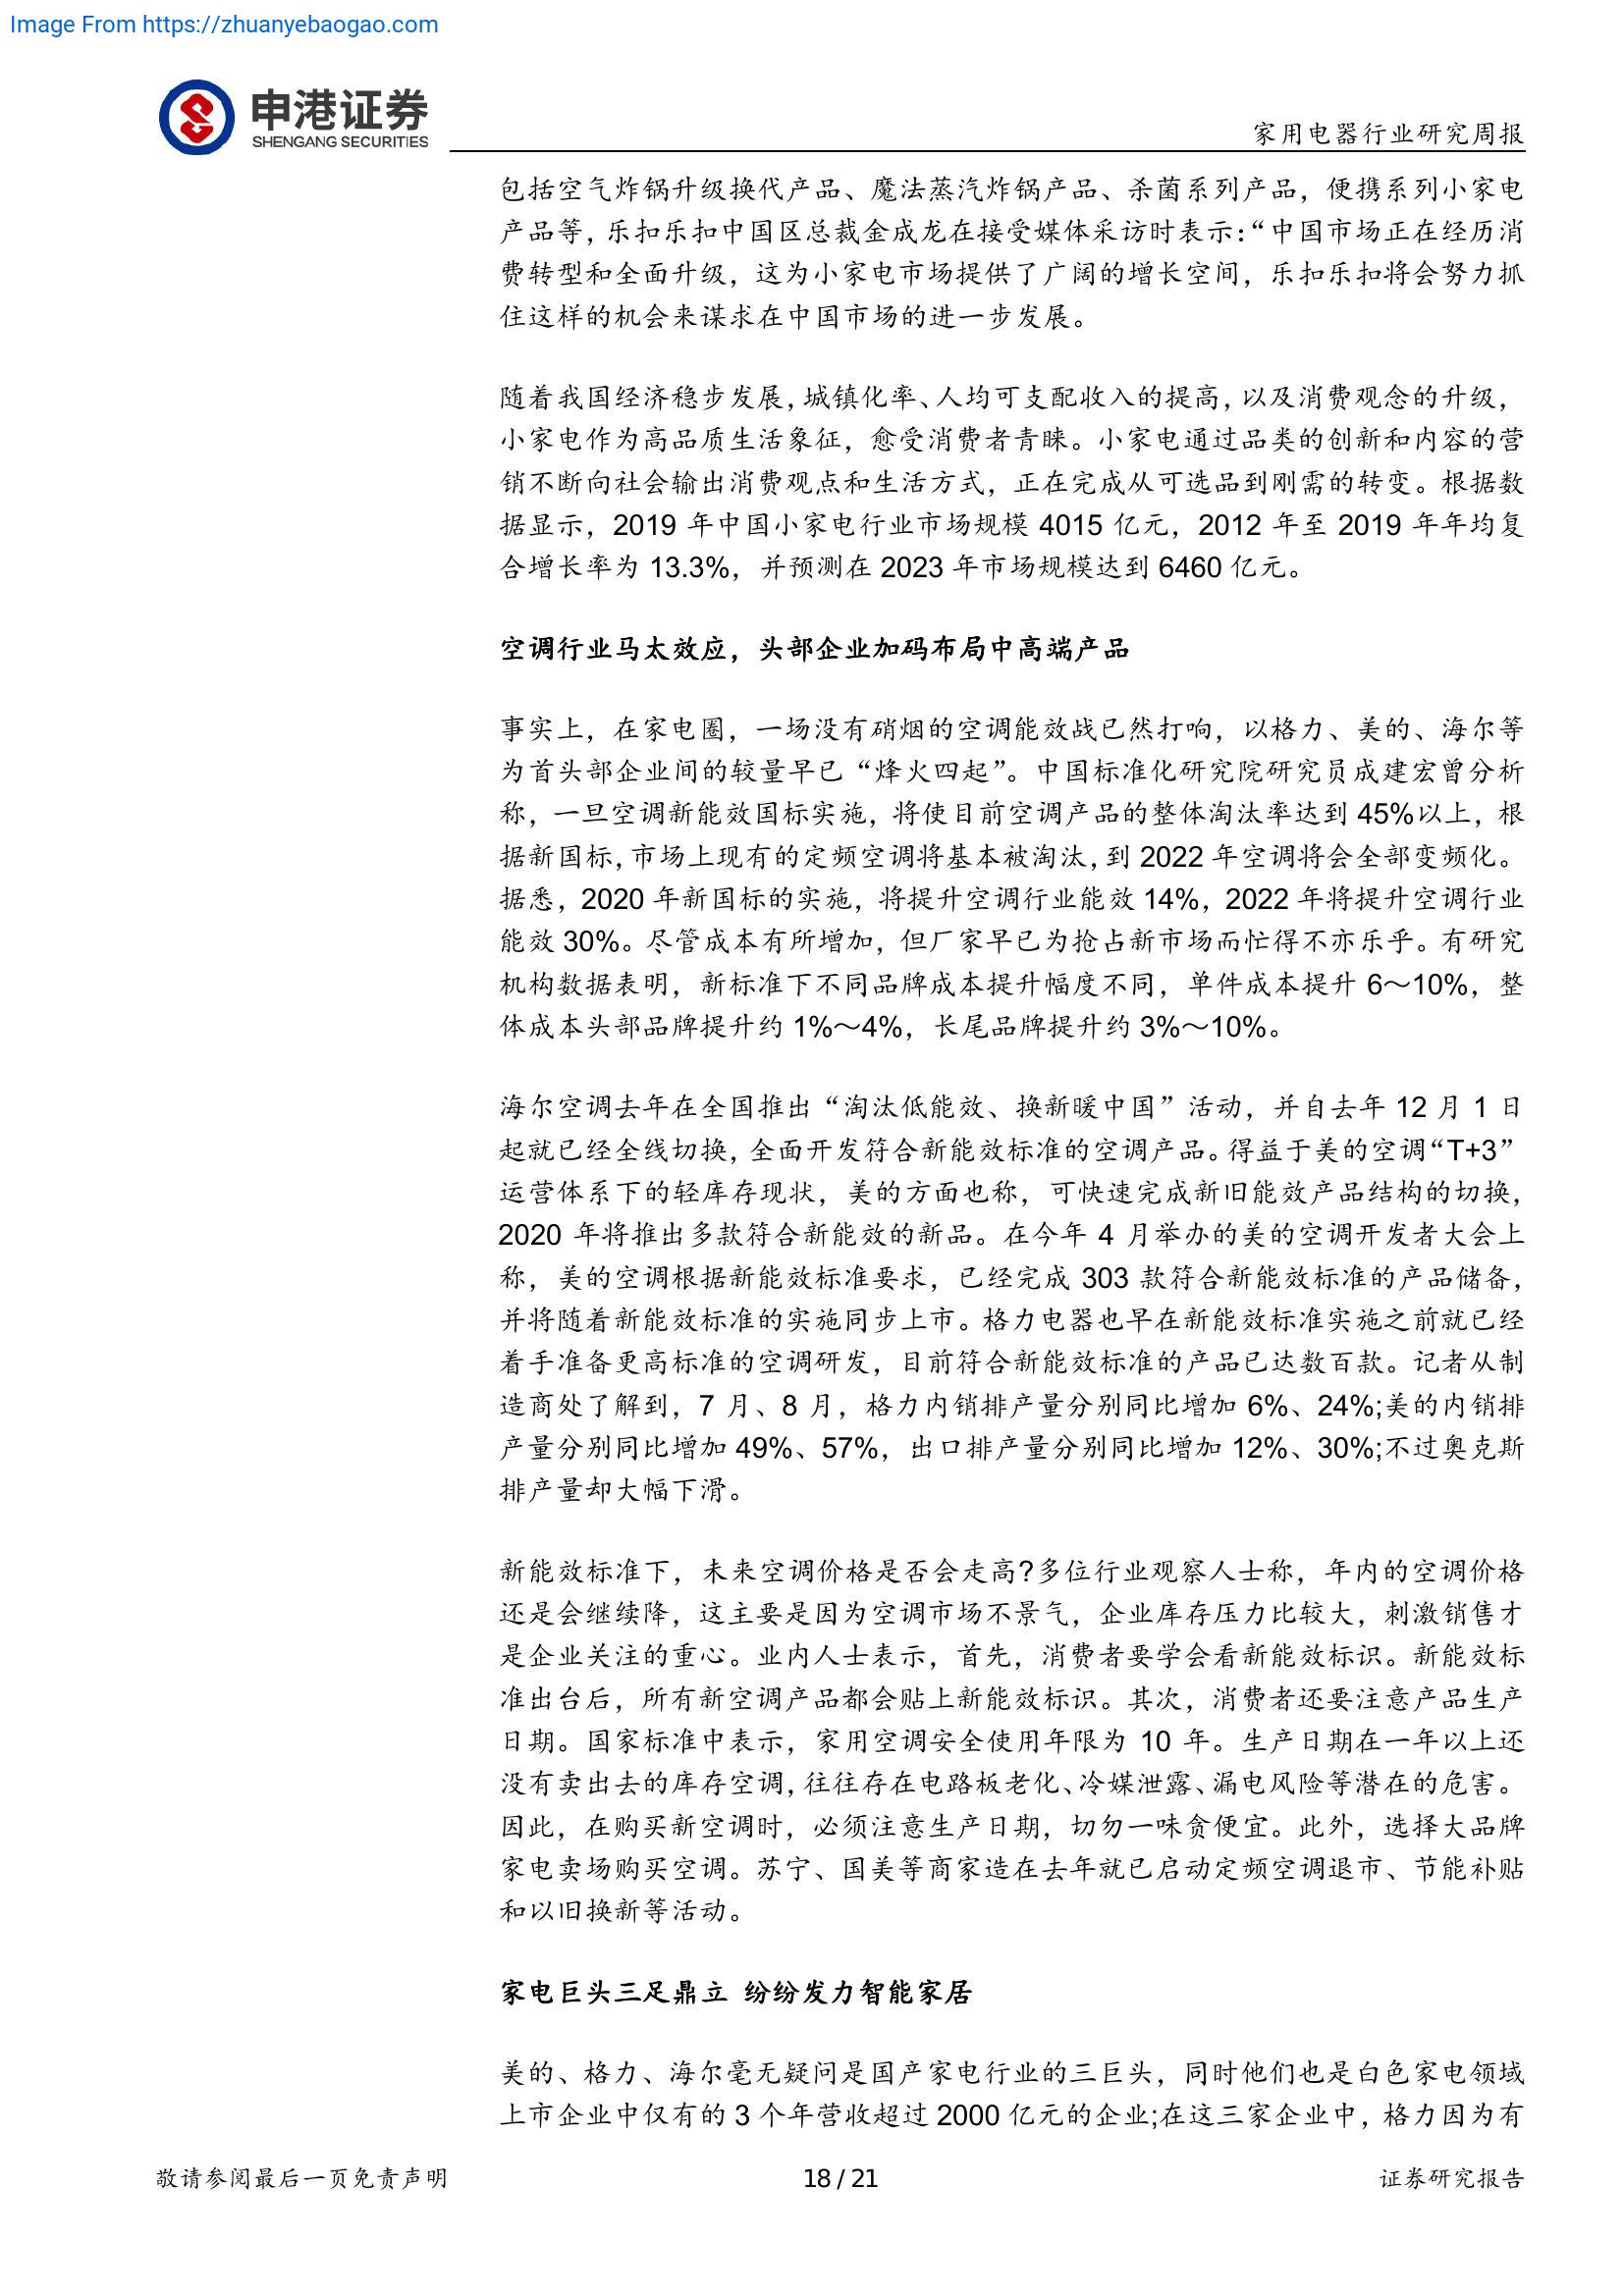 Image From https://zhuanyebaogao.com
申港证券
SHENGANG SECURITIES
家用电器行业研究周报
包括空气炸锅升级换代产品、魔法蒸汽炸锅产品、杀菌系列产品，便携系列小家电
产品等，乐扣乐扣中国区总裁金成龙在接受媒体采访时表示：“中国市场正在经历消
费转型和全面升级，这为小家电市场提供了广阔的增长空间，乐扣乐扣将会努力抓
住这样的机会来谋求在中国市场的进一步发展。
随着我国经济稳步发展，城镇化率、人均可支配收入的提高，以及消费观念的升级，
小家电作为高品质生活象征，愈受消费者青睐。小家电通过品类的创新和内容的营
销不断向社会输出消费观点和生活方式，正在完成从可选品到刚需的转变。根据数
据显示，2019 年中国小家电行业市场规模 4015 亿元，2012 年至 2019 年年均复
合增长率为 13.3%，并预测在 2023 年市场规模达到 6460 亿元。
空调行业马太效应，头部企业加码布局中高端产品
事实上，在家电圈，一场没有硝烟的空调能效战已然打响，以格力、美的、海尔等
为首头部企业间的较量早已“烽火四起”。中国标准化研究院研究员成建宏曾分析
称，一旦空调新能效国标实施，将使目前空调产品的整体淘汰率达到 45%以上，根
据新国标，市场上现有的定频空调将基本被淘汰，到 2022 年空调将会全部变频化。
据悉，2020 年新国标的实施，将提升空调行业能效 14%，2022 年将提升空调行业
能效 30%。尽管成本有所增加，但厂家早已为抢占新市场而忙得不亦乐乎。有研究
机构数据表明，新标准下不同品牌成本提升幅度不同，单件成本提升 6～10%，整
体成本头部品牌提升约 1%～4%，长尾品牌提升约 3%～10%。
海尔空调去年在全国推出“淘汰低能效、换新暖中国”活动，并自去年 12 月 1 日
起就已经全线切换，全面开发符合新能效标准的空调产品。得益于美的空调“T+3”
运营体系下的轻库存现状，美的方面也称，可快速完成新旧能效产品结构的切换，
2020 年将推出多款符合新能效的新品。在今年 4 月举办的美的空调开发者大会上
称，美的空调根据新能效标准要求，已经完成 303 款符合新能效标准的产品储备，
并将随着新能效标准的实施同步上市。格力电器也早在新能效标准实施之前就已经
着手准备更高标准的空调研发，目前符合新能效标准的产品已达数百款。记者从制
造商处了解到，7 月、8 月，格力内销排产量分别同比增加 6%、24%;美的内销排
产量分别同比增加 49%、57%，出口排产量分别同比增加 12%、30%;不过奥克斯
排产量却大幅下滑。
新能效标准下，未来空调价格是否会走高?多位行业观察人士称，年内的空调价格
还是会继续降，这主要是因为空调市场不景气，企业库存压力比较大，刺激销售才
是企业关注的重心。业内人士表示，首先，消费者要学会看新能效标识。新能效标
准出台后，所有新空调产品都会贴上新能效标识。其次，消费者还要注意产品生产
日期。国家标准中表示，家用空调安全使用年限为 10 年。生产日期在一年以上还
没有卖出去的库存空调，往往存在电路板老化、冷媒泄露、漏电风险等潜在的危害。
因此，在购买新空调时，必须注意生产日期，切勿一味贪便宜。此外，选择大品牌
家电卖场购买空调。苏宁、国美等商家造在去年就已启动定频空调退市、节能补贴
和以旧换新等活动。
家电巨头三足鼎立 纷纷发力智能家居
美的、格力、海尔毫无疑问是国产家电行业的三巨头，同时他们也是白色家电领域
上市企业中仅有的 3 个年营收超过 2000 亿元的企业;在这三家企业中，格力因为有
敬请参阅最后一页免责声明
18 / 21
证券研究报告